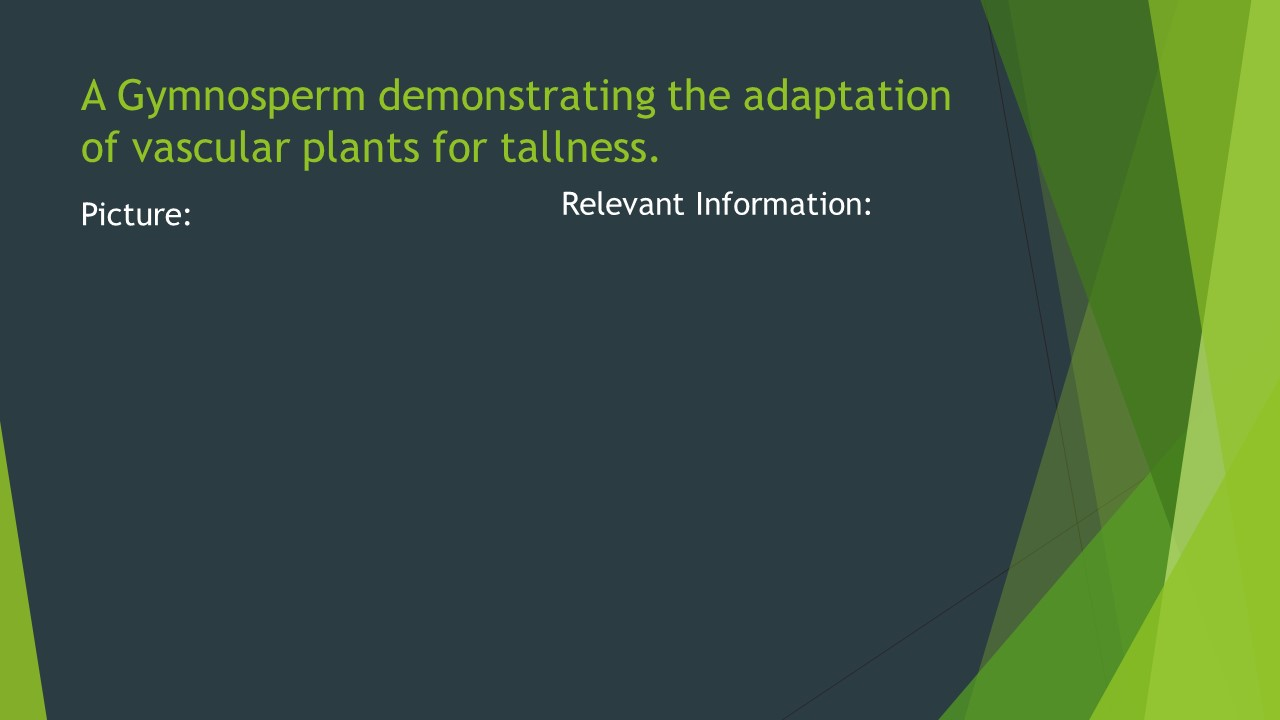 A Gymnosperm demonstrating the adaptation
of vascular plants for tallness.
Picture:
Relevant Information: